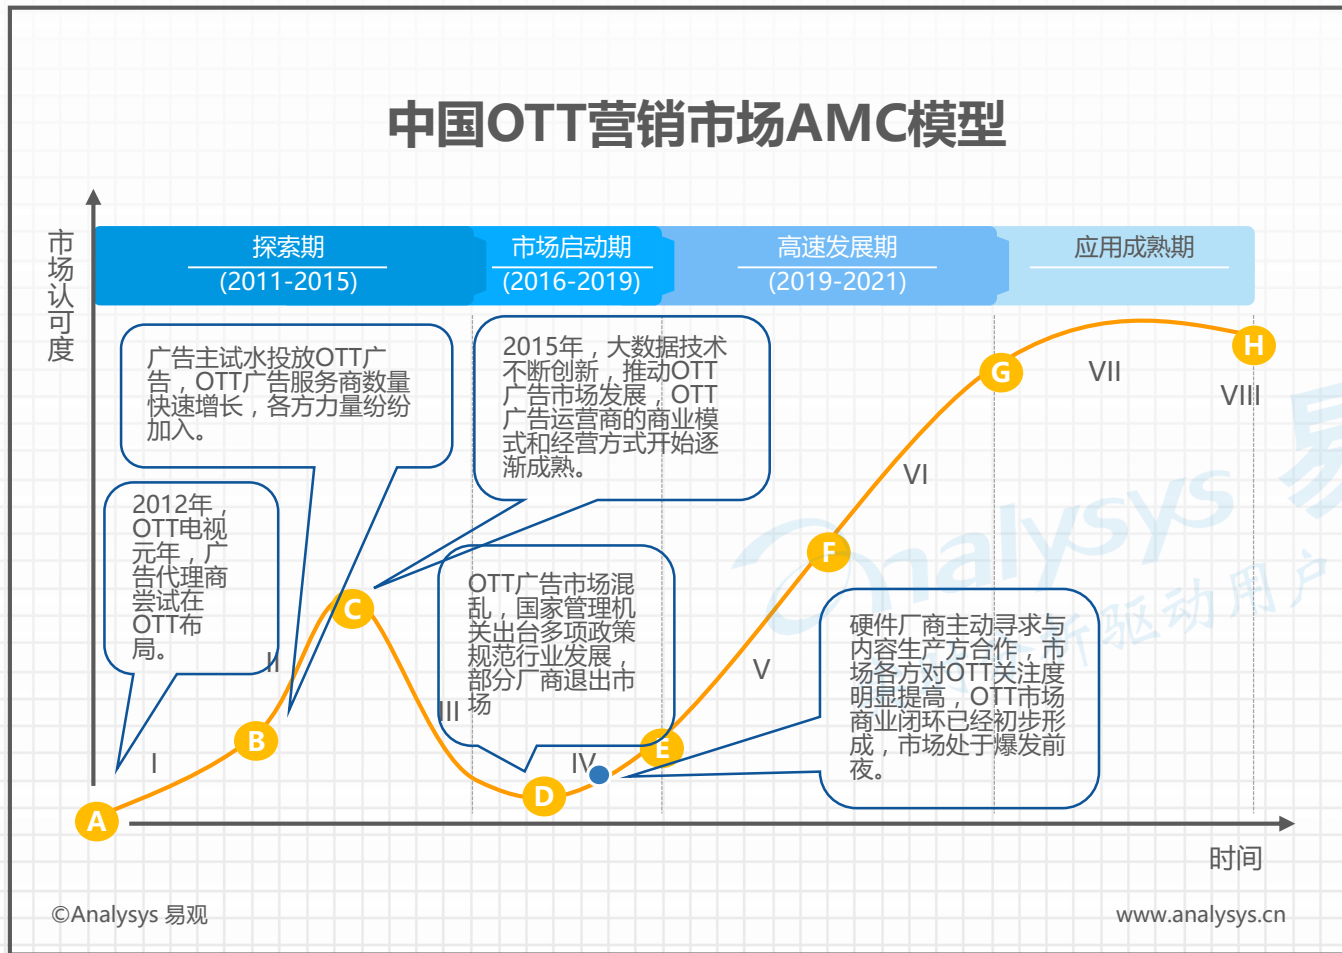 中国OTT营销市场AMC模型
市场认可度
探索期
(2011-2015)
市场启动期
(2016-2019)
高速发展期
(2019-2021)
应用成熟期
广告主试水投放OTT广
告，OTT广告服务商数量
快速增长，各方力量纷纷
加入。
2015年，大数据技术
不断创新，推动OTT
广告市场发展，OTT
广告运营商的商业模
式和经营方式开始逐
渐成熟。
2012年，
OTT电视
元年，广
告代理商
尝试在
OTT布
局。
OTT广告市场混
乱，国家管理机
关出台多项政策
规范行业发展，
部分厂商退出市
场
硬件厂商主动寻求与
内容生产方合作，市
场各方对OTT关注度
明显提高，OTT市场
商业闭环已经初步形
成，市场处于爆发前
夜。
A
I
B
II
C
III
D
IV
E
V
F
VI
G
VII
H
VIII
时间
nalysys 易
驱动用户
©Analysys 易观
www.analysys.cn